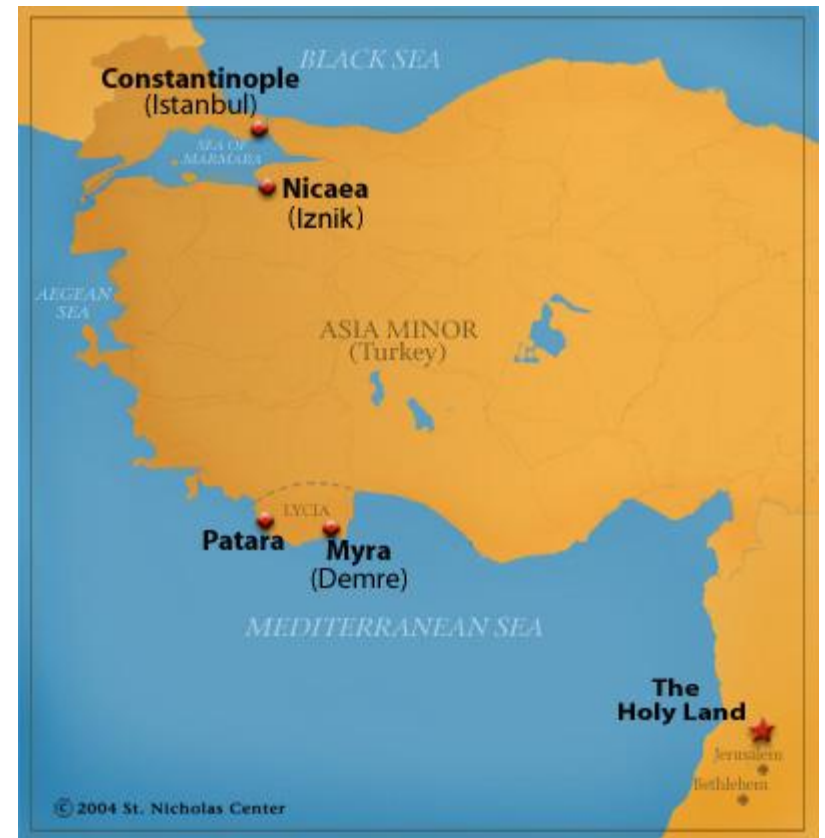 BLACK SEA
Constantinople
(Istanbul)
SEA OF
MARMARA
Nicaea
(Iznik)
AEGEAN
SEA
ASIA MINOR
(Turkey)
LYCIA
Patara
Myra
(Demre)
MEDITERRANEAN SEA
The
Holy Land
Jerusalem
Bethlehem
© 2004 St. Nicholas Center